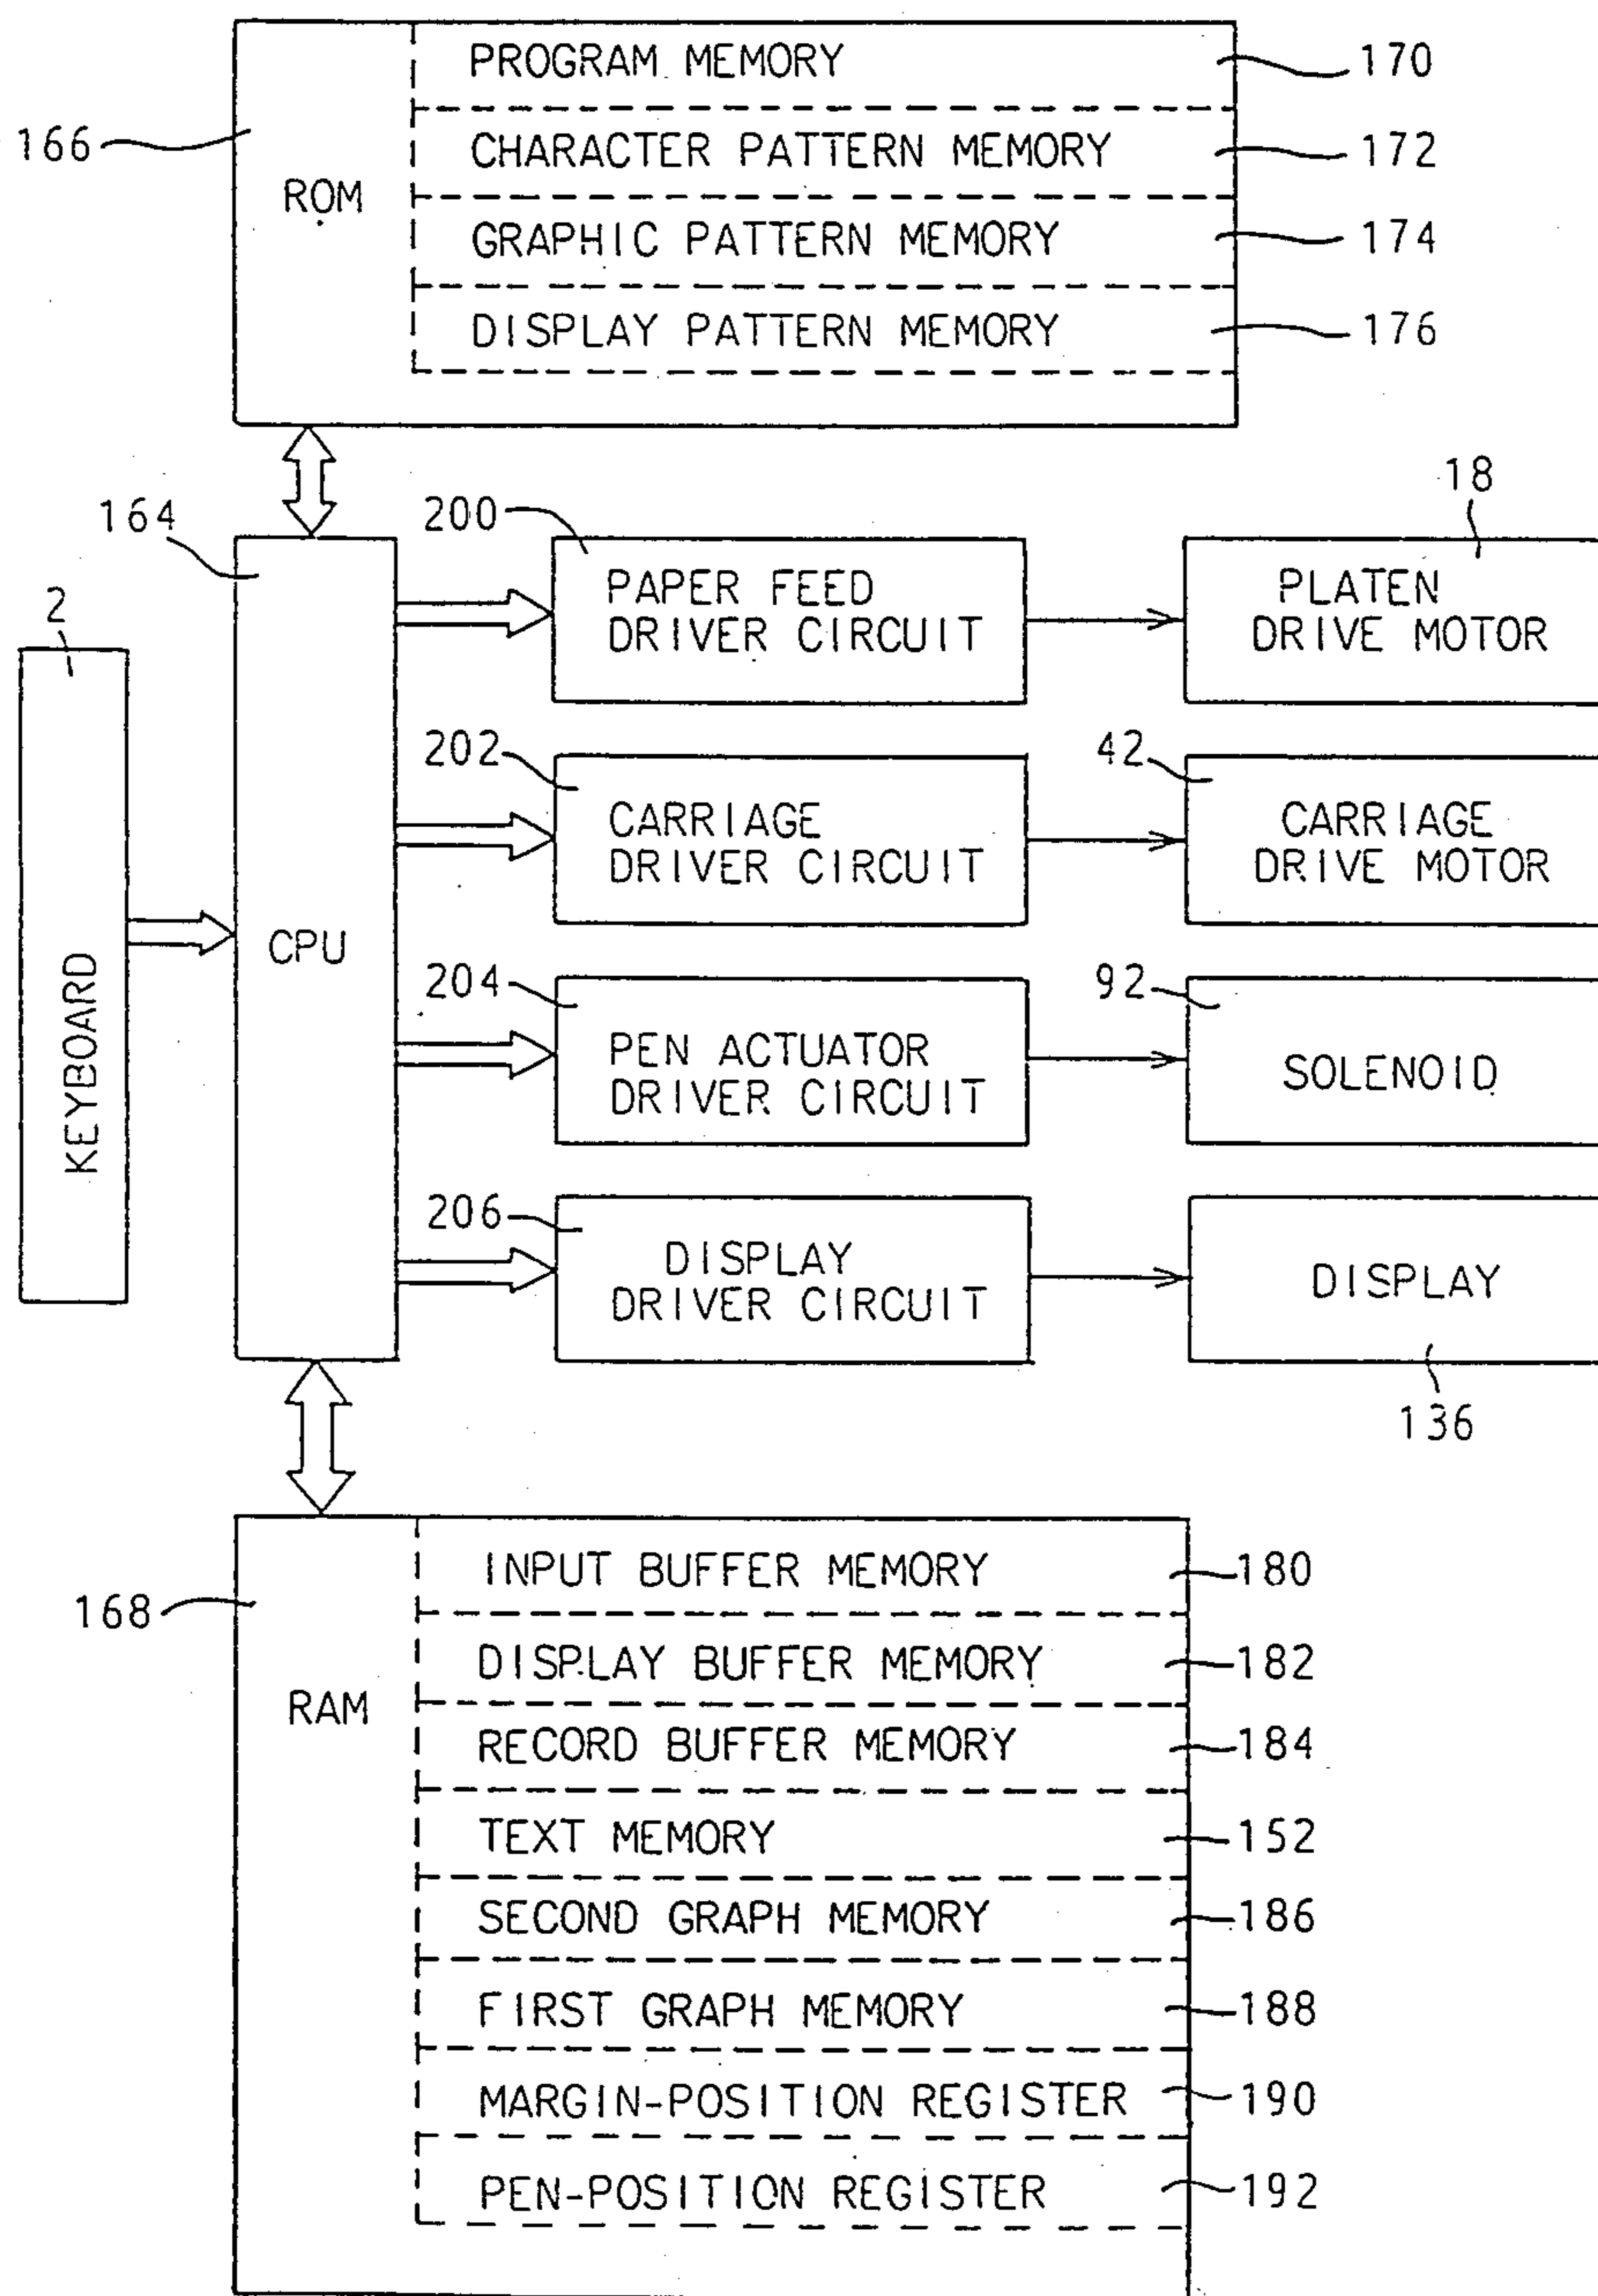 PROGRAM MEMORY 170
166
CHARACTER PATTERN MEMORY 172
ROM
GRAPHIC PATTERN MEMORY 174
DISPLAY PATTERN MEMORY 176
164
200
18
2
PAPER FEED
DRIVER CIRCUIT
PLATEN
DRIVE MOTOR
202
42
CARRIAGE
DRIVER CIRCUIT
CARRIAGE
DRIVE MOTOR
KEYBOARD
CPU
204
92
PEN ACTUATOR
DRIVER CIRCUIT
SOLENOID
206
DISPLAY
DRIVER CIRCUIT
DISPLAY
136
168
RAM
INPUT BUFFER MEMORY 180
DISPLAY BUFFER MEMORY 182
RECORD BUFFER MEMORY 184
TEXT MEMORY 152
SECOND GRAPH MEMORY 186
FIRST GRAPH MEMORY 188
MARGIN-POSITION REGISTER 190
PEN-POSITION REGISTER 192